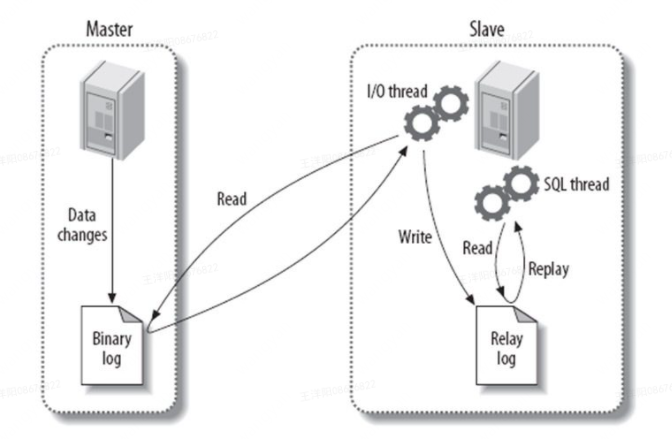 Master
Slave
I/O thread
SQL thread
Read
Data
changes
Write
Read
Replay
Binary
log
Relay
log